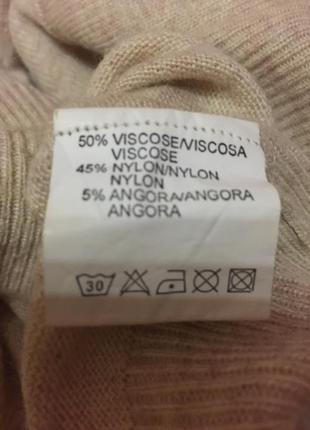 50% VISCOSE/VISCOSA
VISCOSE
45% NYLON/NYLON
NYLON
5% ANGORA/ANGORA
ANGORA
30